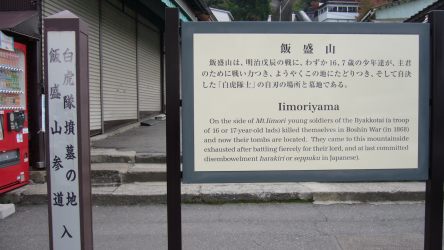 白虎隊墳墓の地 入
飯盛山参道
飯盛山
飯盛山は、明治戊辰の戦に、わずか16,7歳の少年達が、主君
のために戦い力つき、ようやくこの地にたどりつき、そして自決
した「白虎隊士」の自刃の場所と墓地である。
Iimoriyama
On the side of Mt.Iimori young soldiers of the Byakkotai (a troop
of 16 or 17-year-old lads) killed themselves in Boshin War (in 1868)
and now their tombs are located. They came to this mountainside
exhausted after battling fiercely for their lord, and at last committed
disembowelment harakiri or seppuku in Japanese).